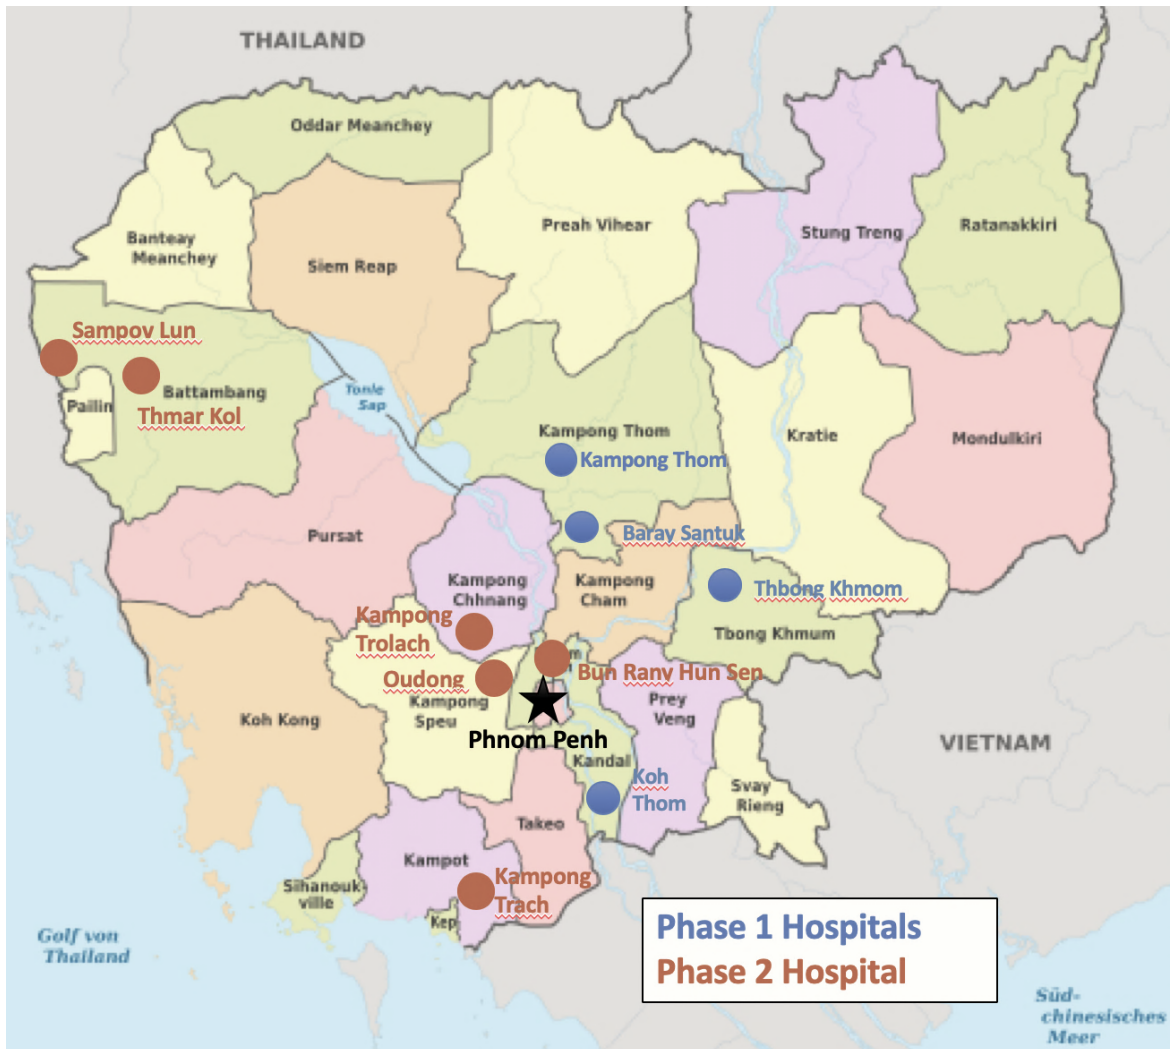 THAILAND
Oddar Meanchey
Preah Vihear
Stung Treng
Ratanakkiri
Banteay
Meanchey
Siem Reap
Sampov Lun
Battambang
Pailin
Thmar Kol
Tonle
Sap
Kampong Thom
Kampong Thom
Kratie
Mondulkiri
Pursat
Baray Santuk
Kampong
Chhnang
Kampong
Cham
Thbong Khmom
Tbong Khmum
Kampong
Trolach
Oudong
Bun Rany Hun Sen
Kampong
Speu
Prey
Veng
Koh Kong
Phnom Penh
Kandal
Koh
Thom
Svay
Rieng
VIETNAM
Takeo
Kampot
Kampong
Trach
Sihanouk-
ville
Kep
Golf von
Thailand
Phase 1 Hospitals
Phase 2 Hospital
Süd-
chinesisches
Meer